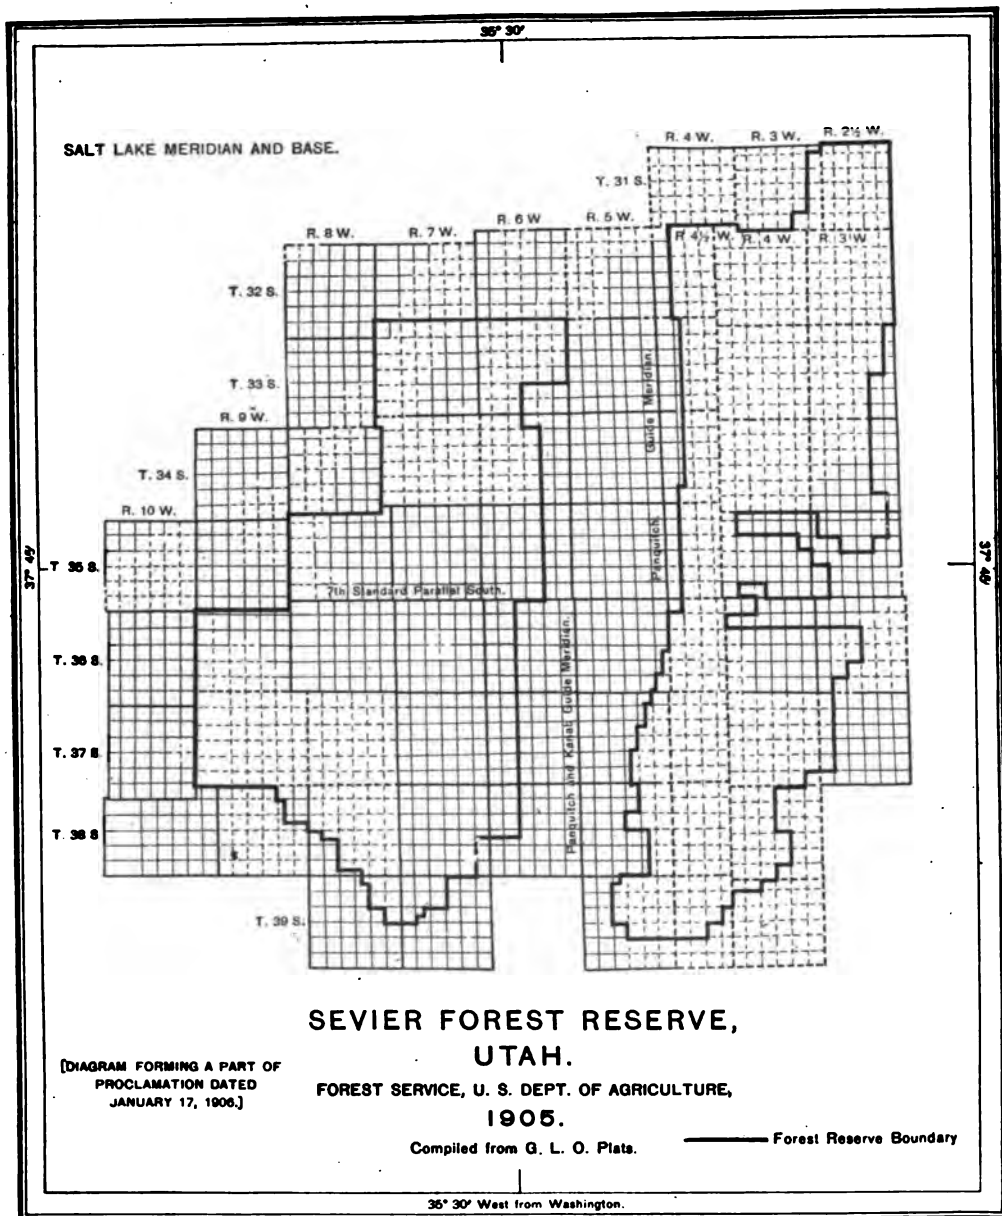 35° 30′
SALT LAKE MERIDIAN AND BASE.
R. 4 W. R. 3 W. R. 2½ W.
T. 31 S.
R. 8 W. R. 7 W. R. 6 W R. 5 W.
R 4½ W. R. 4 W. R. 3 W
T. 32 S.
Guide Meridian.
T. 33 S.
R. 9 W.
T. 34 S.
R. 10 W.
Panquitch.
37° 45′
T 35 S.
37° 45′
7th Standard Parallel South.
T. 36 S.
Panquitch and Kanab Guide Meridian.
T. 37 S.
T. 38 S
T. 39 S.
SEVIER FOREST RESERVE,
UTAH.
[DIAGRAM FORMING A PART OF
PROCLAMATION DATED
JANUARY 17, 1906.]
FOREST SERVICE, U. S. DEPT. OF AGRICULTURE,
1905.
Compiled from G. L. O. Plats.
Forest Reserve Boundary
35° 30′ West from Washington.